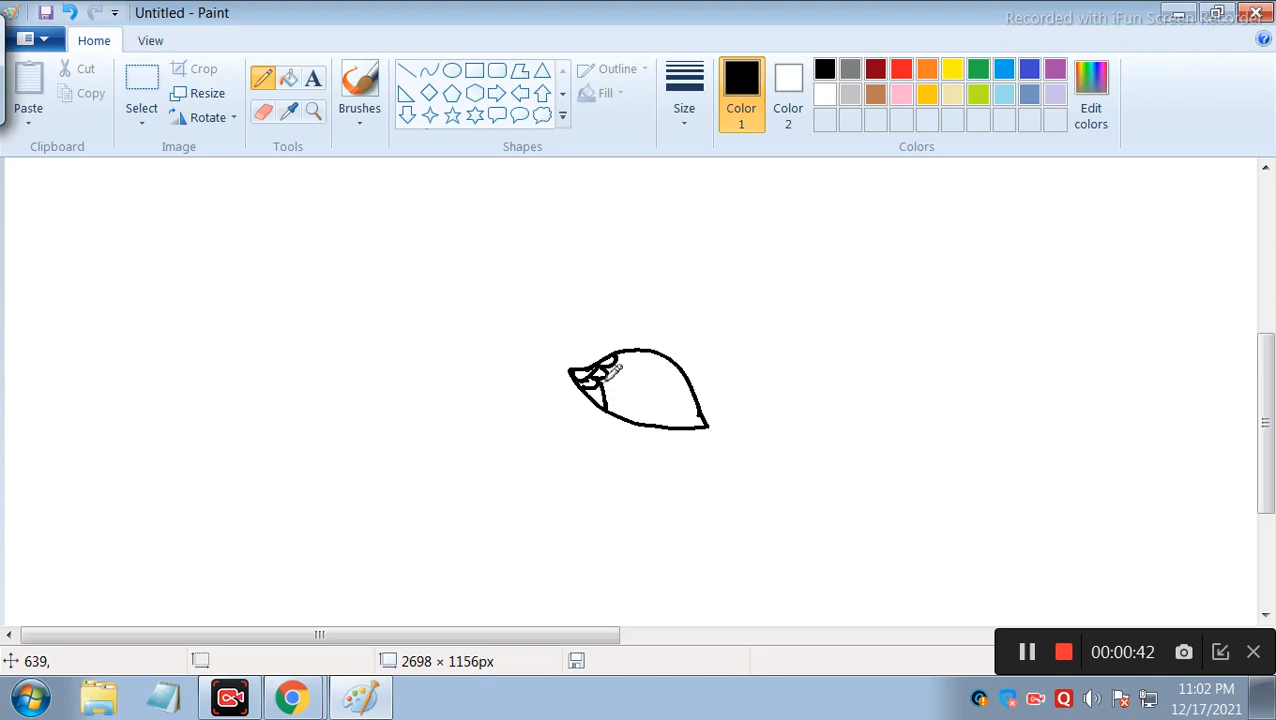 Untitled - Paint
Recorded with iFun Screen Recorder
Home View
Paste
Cut
Copy
Select
Crop
Resize
Rotate
A
Brushes
Outline
Fill
Size
Color 1
Color 2
Edit colors
Clipboard Image Tools Shapes Colors
639, 2698 × 1156px
00:00:42
Q
11:02 PM
12/17/2021